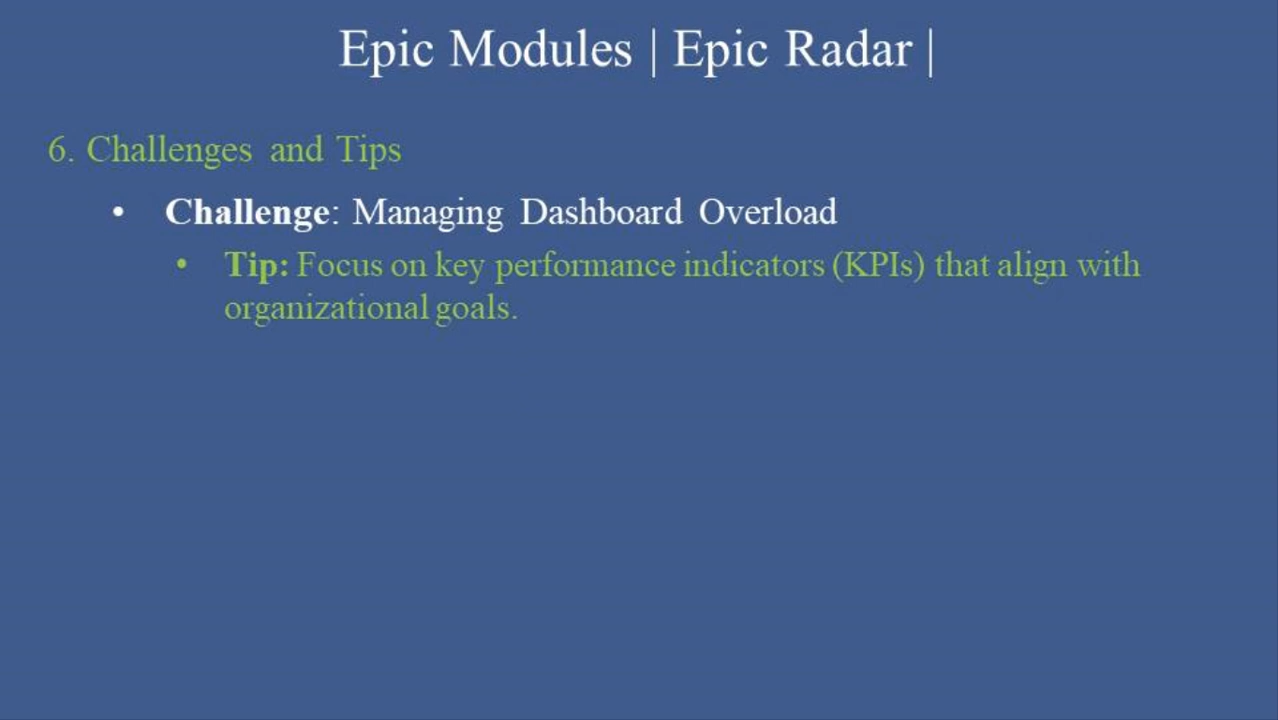 Epic Modules | Epic Radar |
6. Challenges and Tips
• Challenge: Managing Dashboard Overload
• Tip: Focus on key performance indicators (KPIs) that align with
organizational goals.